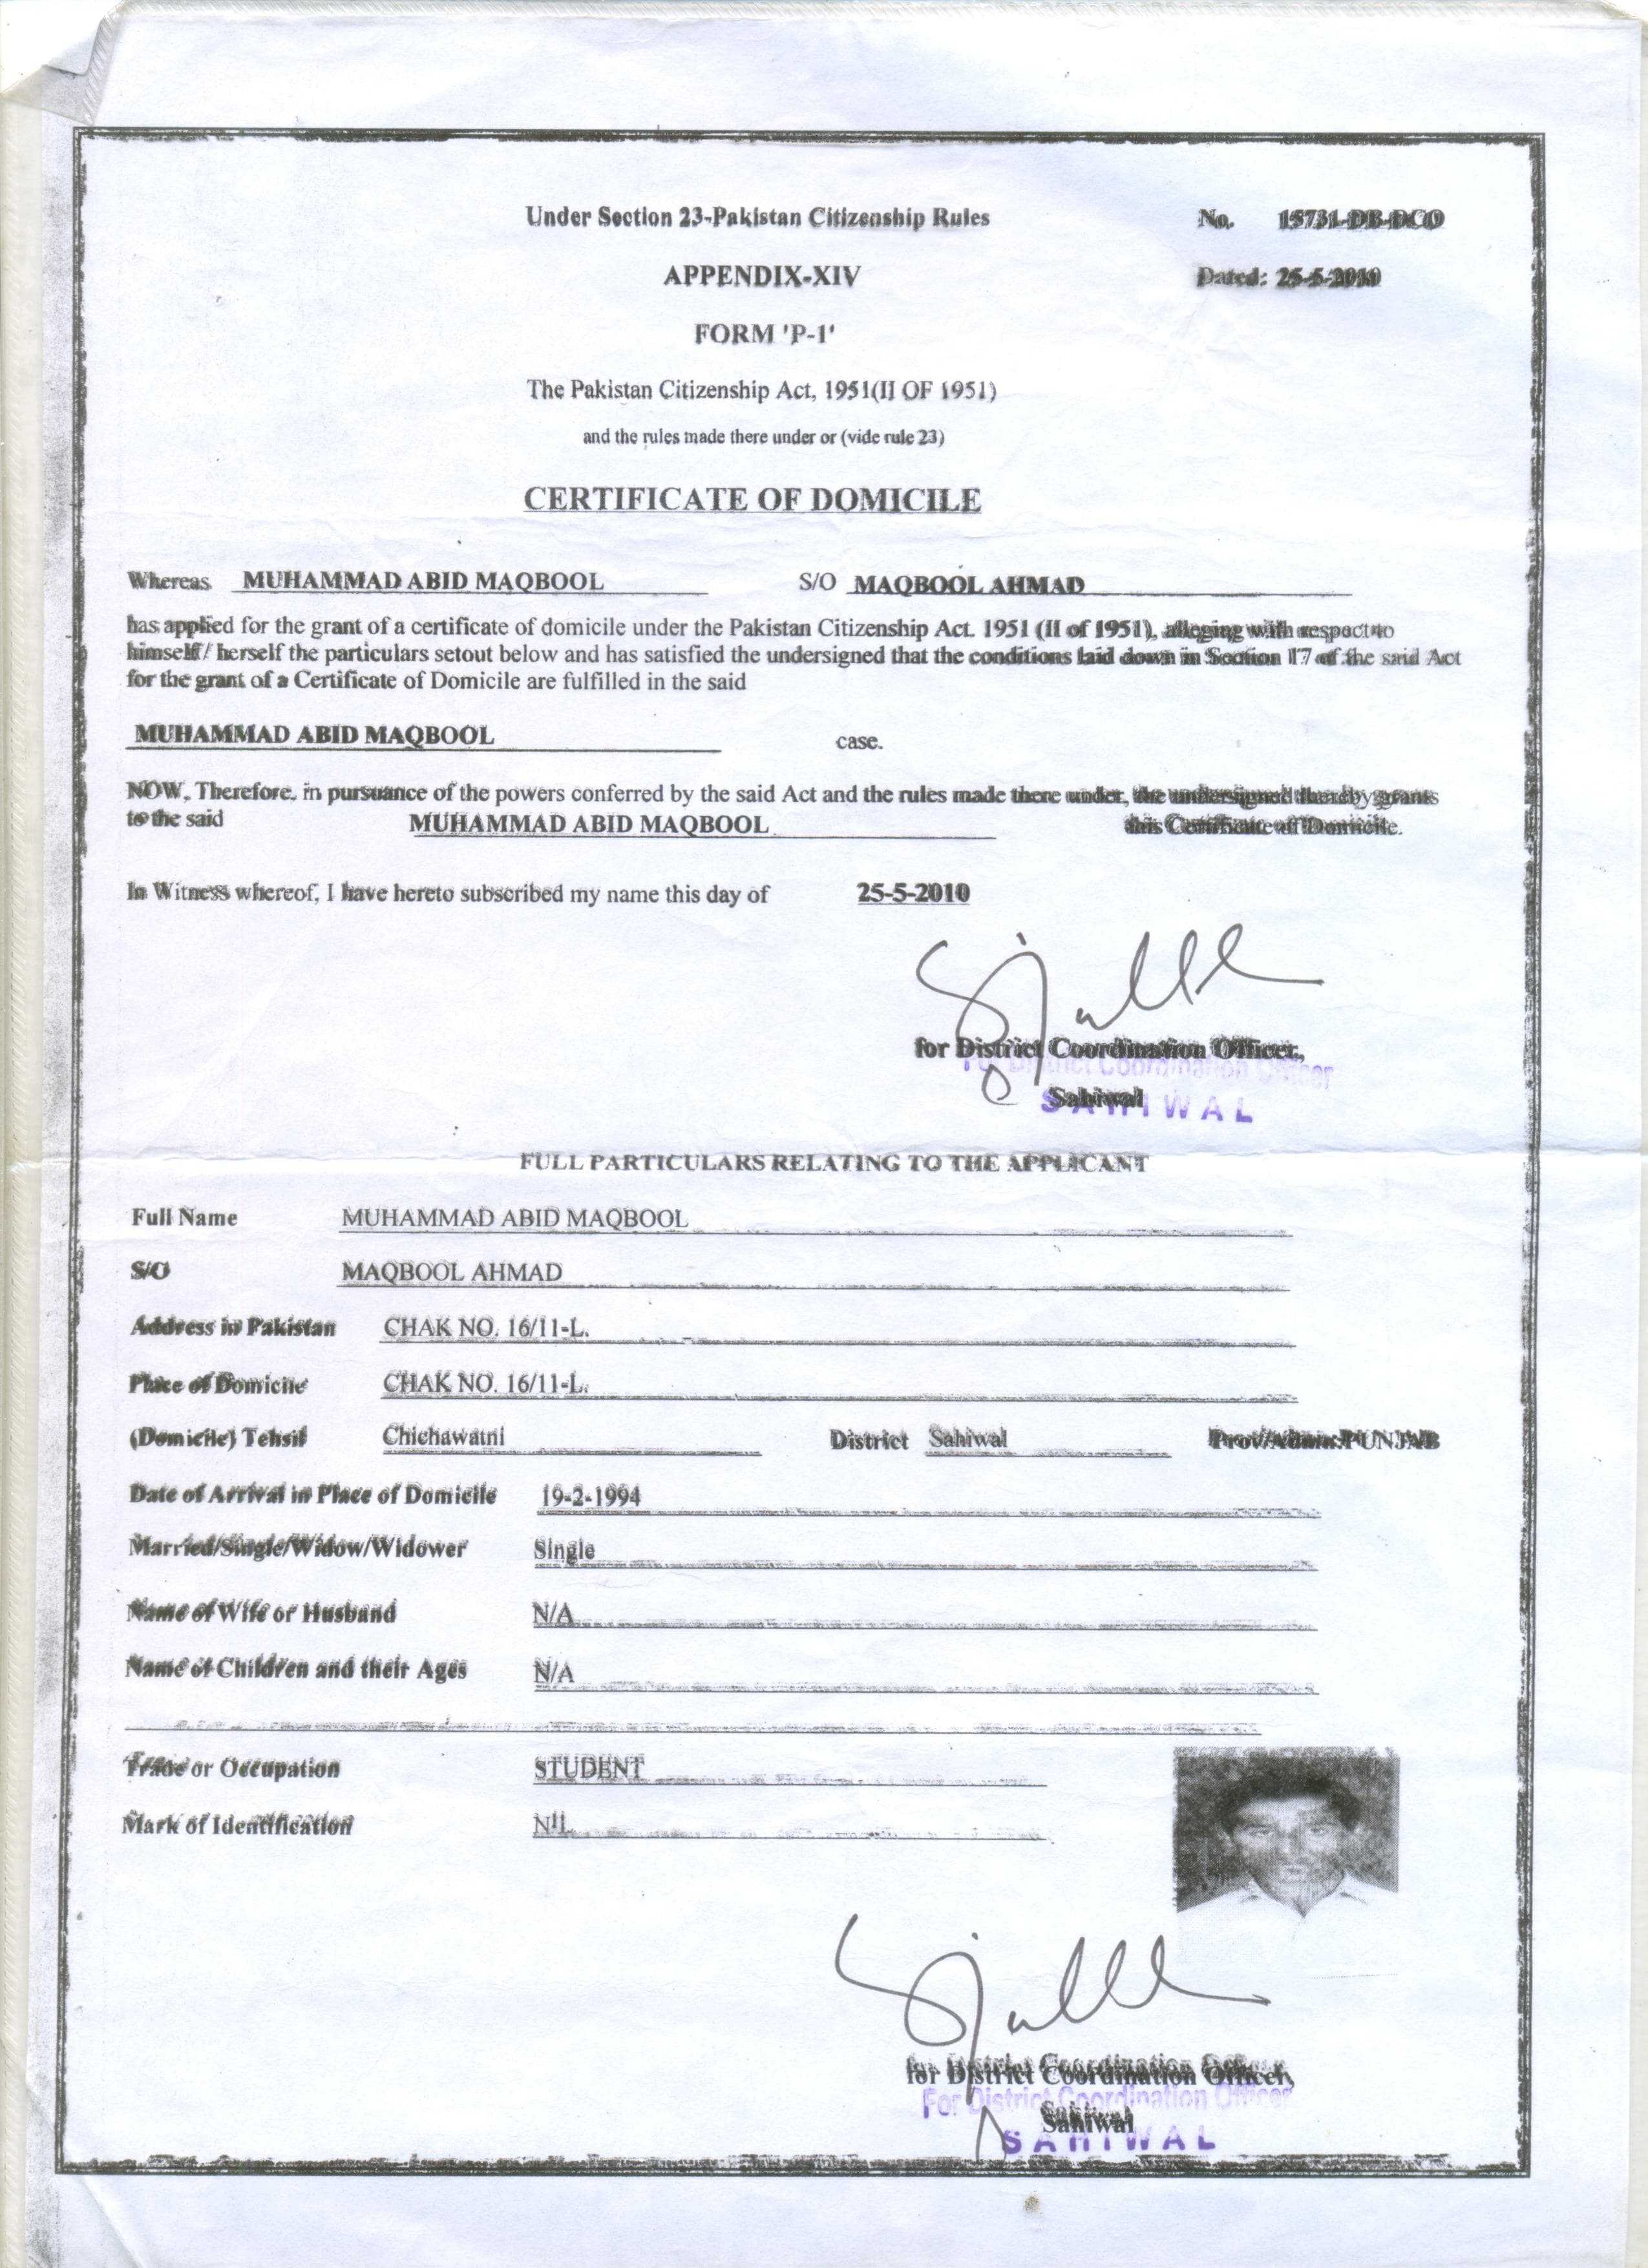 Under Section 23-Pakistan Citizenship Rules
No. 15731-DB-DCO
APPENDIX-XIV
Dated: 25-5-2010
FORM 'P-1'
The Pakistan Citizenship Act, 1951(II OF 1951)
and the rules made there under or (vide rule 23)
CERTIFICATE OF DOMICILE
Whereas MUHAMMAD ABID MAQBOOL S/O MAQBOOL AHMAD
has applied for the grant of a certificate of domicile under the Pakistan Citizenship Act. 1951 (II of 1951), alleging with respect to
himself/ herself the particulars setout below and has satisfied the undersigned that the conditions laid down in Section 17 of the said Act
for the grant of a Certificate of Domicile are fulfilled in the said
MUHAMMAD ABID MAQBOOL case.
NOW, Therefore, in pursuance of the powers conferred by the said Act and the rules made there under, the undersigned thereby grants
to the said MUHAMMAD ABID MAQBOOL this Certificate of Domicile.
In Witness whereof, I have hereto subscribed my name this day of 25-5-2010
for District Coordination Officer,
For District Coordination Officer
Sahiwal
SAHIWAL
FULL PARTICULARS RELATING TO THE APPLICANT
Full Name MUHAMMAD ABID MAQBOOL
S/O MAQBOOL AHMAD
Address in Pakistan CHAK NO. 16/11-L.
Place of Domicile CHAK NO. 16/11-L.
(Domicile) Tehsil Chichawatni District Sahiwal Prov/Admn:PUNJAB
Date of Arrival in Place of Domicile 19-2-1994
Married/Single/Widow/Widower Single
Name of Wife or Husband N/A
Name of Children and their Ages N/A
Trade or Occupation STUDENT
Mark of Identification NIL
for District Coordination Officer,
For District Coordination Officer
Sahiwal
SAHIWAL